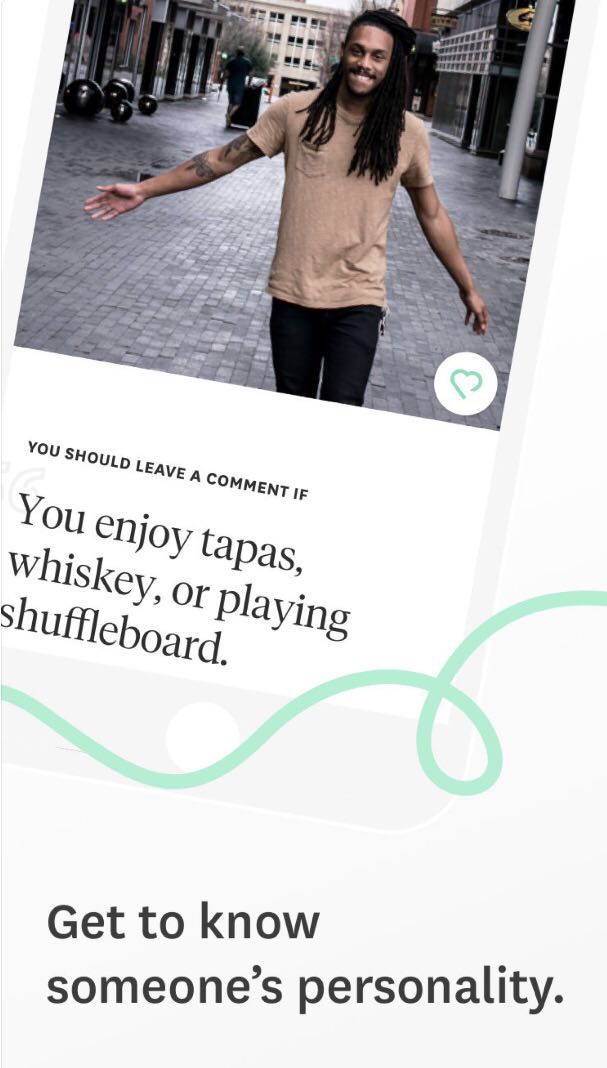 YOU SHOULD LEAVE A COMMENT IF
You enjoy tapas,
whiskey, or playing
shuffleboard.
Get to know
someone’s personality.